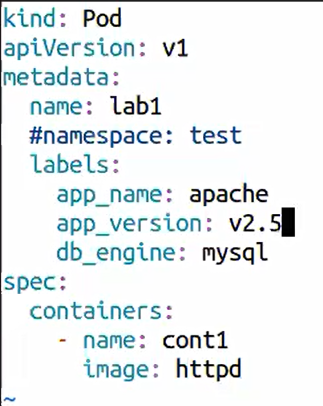 kind: Pod
apiVersion: v1
metadata:
  name: lab1
  #namespace: test
  labels:
    app_name: apache
    app_version: v2.5
    db_engine: mysql
spec:
  containers:
    - name: cont1
      image: httpd
~